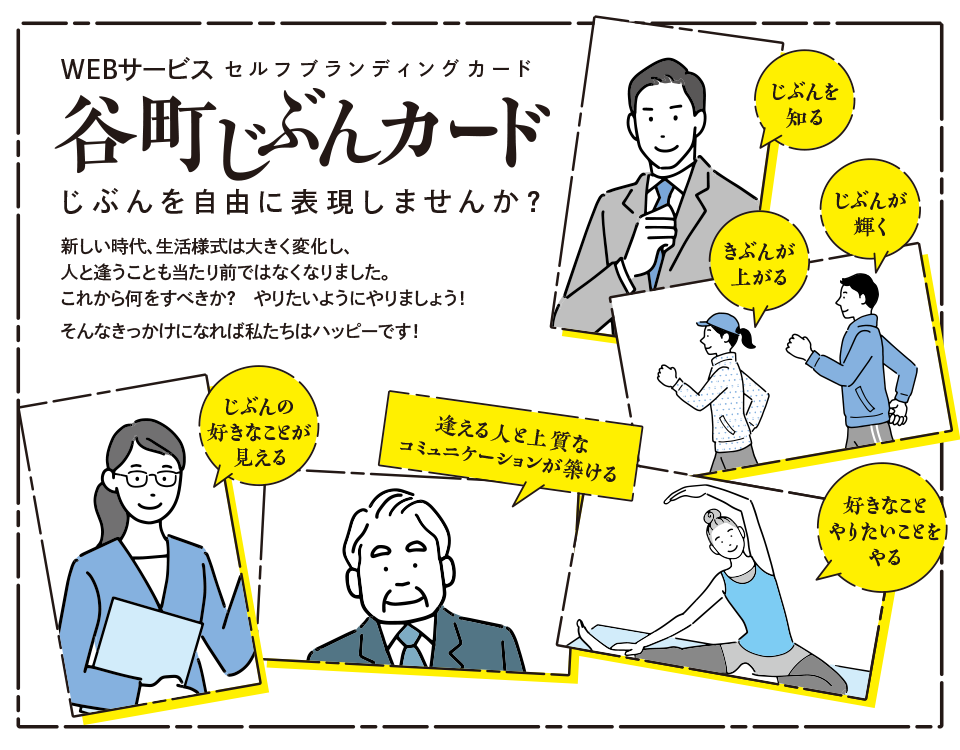 WEBサービス セルフブランディングカード
谷町じぶんカード
じぶんを自由に表現しませんか?
新しい時代、生活様式は大きく変化し、
人と逢うことも当たり前ではなくなりました。
これから何をすべきか?　やりたいようにやりましょう!
そんなきっかけになれば私たちはハッピーです!
じぶんを
知る
じぶんが
輝く
きぶんが
上がる
じぶんの
好きなことが
見える
逢える人と上質な
コミュニケーションが築ける
好きなこと
やりたいことを
やる